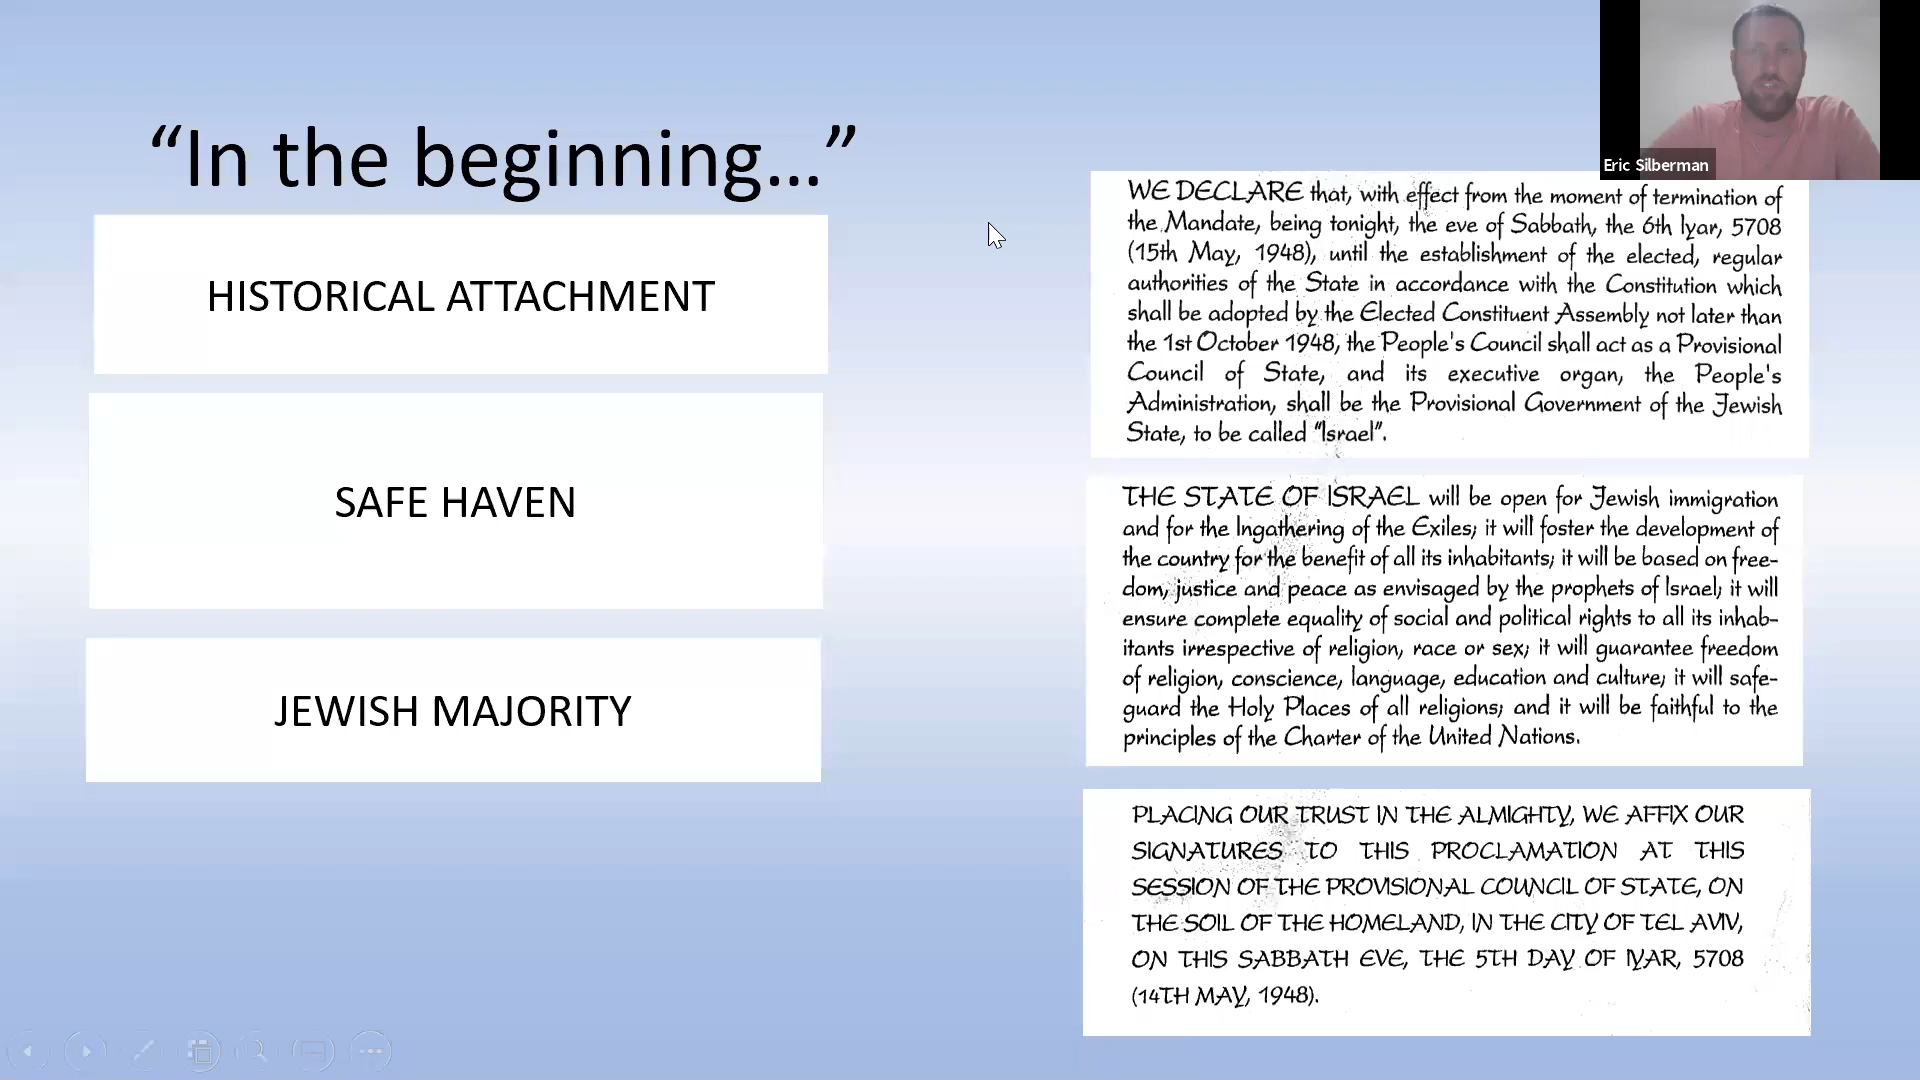 “In the beginning…”
HISTORICAL ATTACHMENT
SAFE HAVEN
JEWISH MAJORITY
Eric Silberman
WE DECLARE that, with effect from the moment of termination of
the Mandate, being tonight, the eve of Sabbath, the 6th Iyar, 5708
(15th May, 1948), until the establishment of the elected, regular
authorities of the State in accordance with the Constitution which
shall be adopted by the Elected Constituent Assembly not later than
the 1st October 1948, the People's Council shall act as a Provisional
Council of State, and its executive organ, the People's
Administration, shall be the Provisional Government of the Jewish
State, to be called "Israel".
THE STATE OF ISRAEL will be open for Jewish immigration
and for the Ingathering of the Exiles; it will foster the development of
the country for the benefit of all its inhabitants; it will be based on free-
dom, justice and peace as envisaged by the prophets of Israel; it will
ensure complete equality of social and political rights to all its inhab-
itants irrespective of religion, race or sex; it will guarantee freedom
of religion, conscience, language, education and culture; it will safe-
guard the Holy Places of all religions; and it will be faithful to the
principles of the Charter of the United Nations.
PLACING OUR TRUST IN THE ALMIGHTY, WE AFFIX OUR
SIGNATURES TO THIS PROCLAMATION AT THIS
SESSION OF THE PROVISIONAL COUNCIL OF STATE, ON
THE SOIL OF THE HOMELAND, IN THE CITY OF TEL AVIV,
ON THIS SABBATH EVE, THE 5TH DAY OF IYAR, 5708
(14TH MAY, 1948).